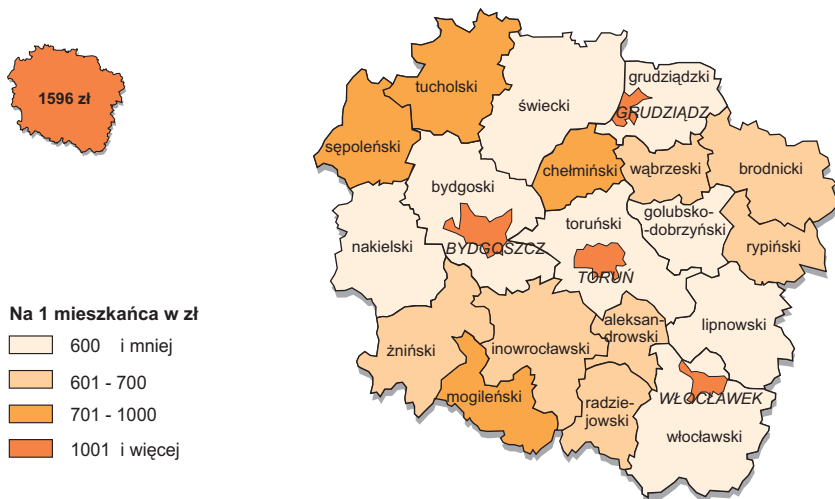 1596 zł
tucholski
świecki
grudziądzki
GRUDZIĄDZ
sępoleński
chełmiński
wąbrzeski
brodnicki
bydgoski
BYDGOSZCZ
toruński
TORUŃ
golubsko-
-dobrzyński
rypiński
nakielski
aleksan-
drowski
lipnowski
żniński
inowrocławski
mogileński
radzie-
jowski
WŁOCŁAWEK
włocławski
Na 1 mieszkańca w zł
600 i mniej
601 - 700
701 - 1000
1001 i więcej